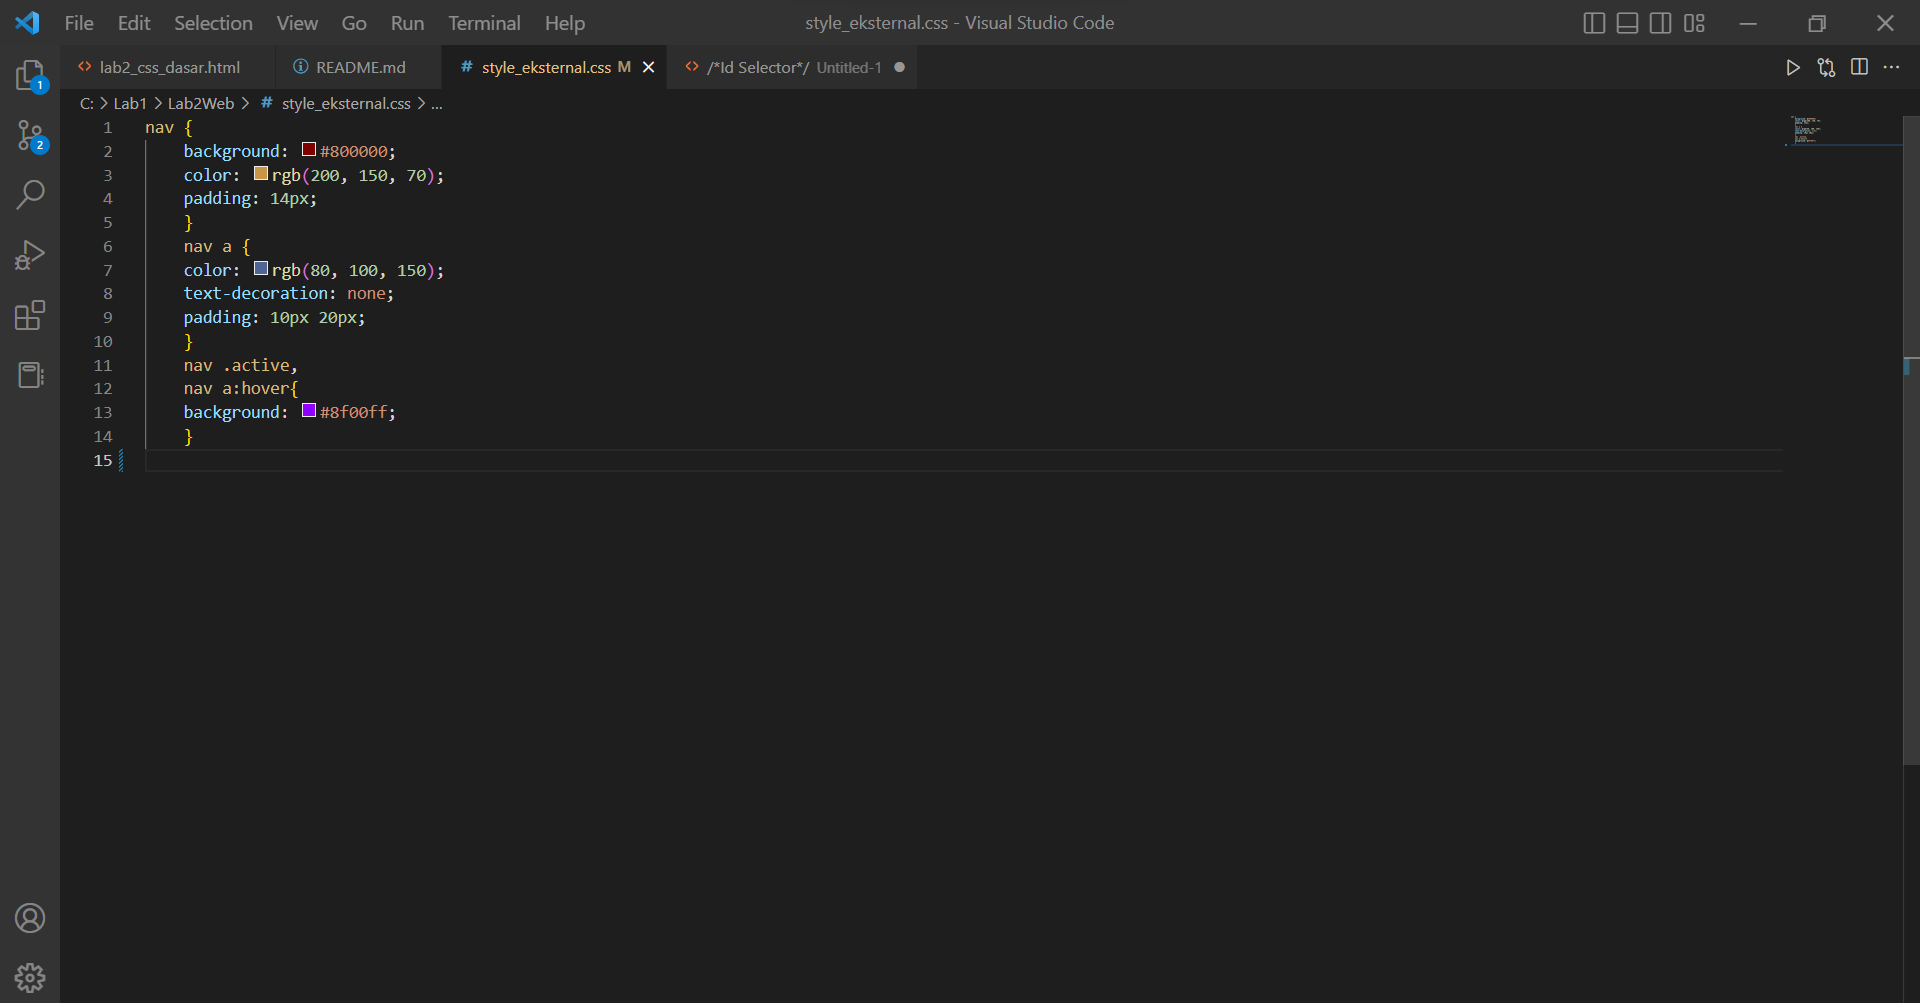 File Edit Selection View Go Run Terminal Help style_eksternal.css - Visual Studio Code
lab2_css_dasar.html README.md style_eksternal.css M /*Id Selector*/ Untitled-1
C: > Lab1 > Lab2Web > # style_eksternal.css > ...
1 nav {
2 background: #800000;
3 color: rgb(200, 150, 70);
4 padding: 14px;
5 }
6 nav a {
7 color: rgb(80, 100, 150);
8 text-decoration: none;
9 padding: 10px 20px;
10 }
11 nav .active,
12 nav a:hover{
13 background: #8f00ff;
14 }
15
1
2